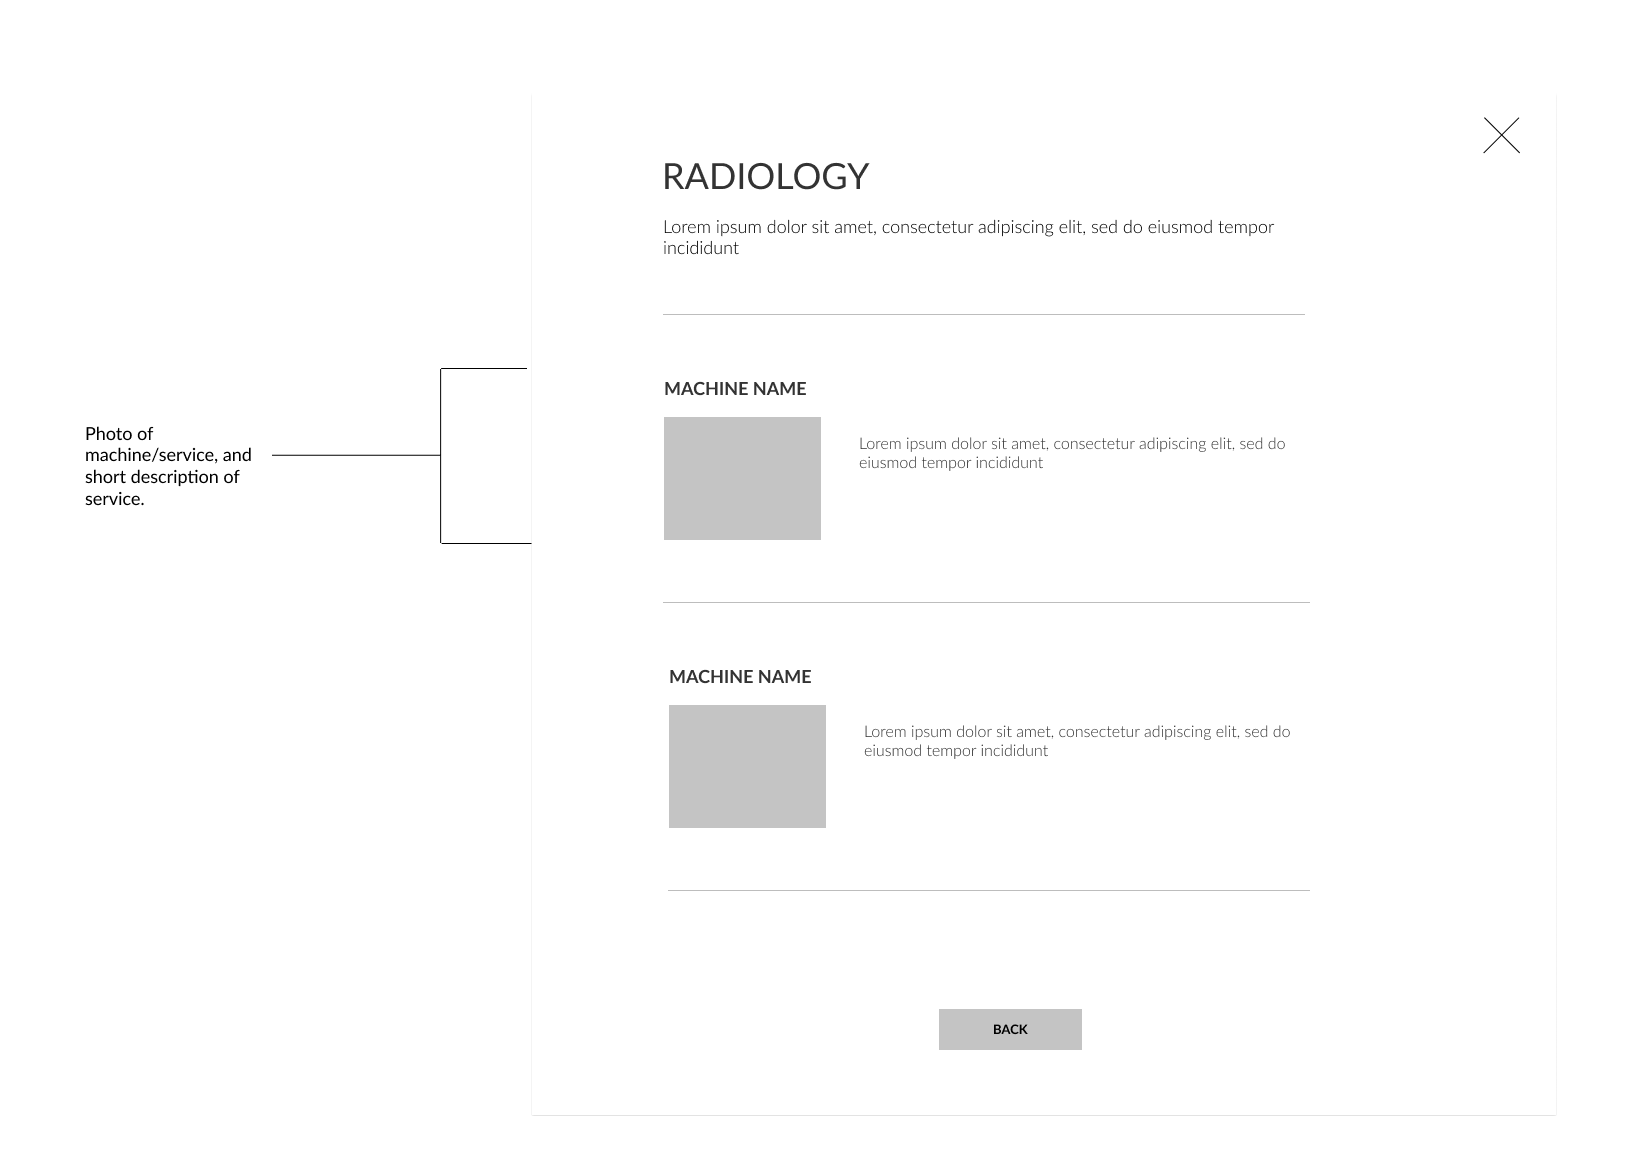 RADIOLOGY
Lorem ipsum dolor sit amet, consectetur adipiscing elit, sed do eiusmod tempor
incididunt
MACHINE NAME
Photo of
machine/service, and
short description of
service.
Lorem ipsum dolor sit amet, consectetur adipiscing elit, sed do
eiusmod tempor incididunt
MACHINE NAME
Lorem ipsum dolor sit amet, consectetur adipiscing elit, sed do
eiusmod tempor incididunt
BACK